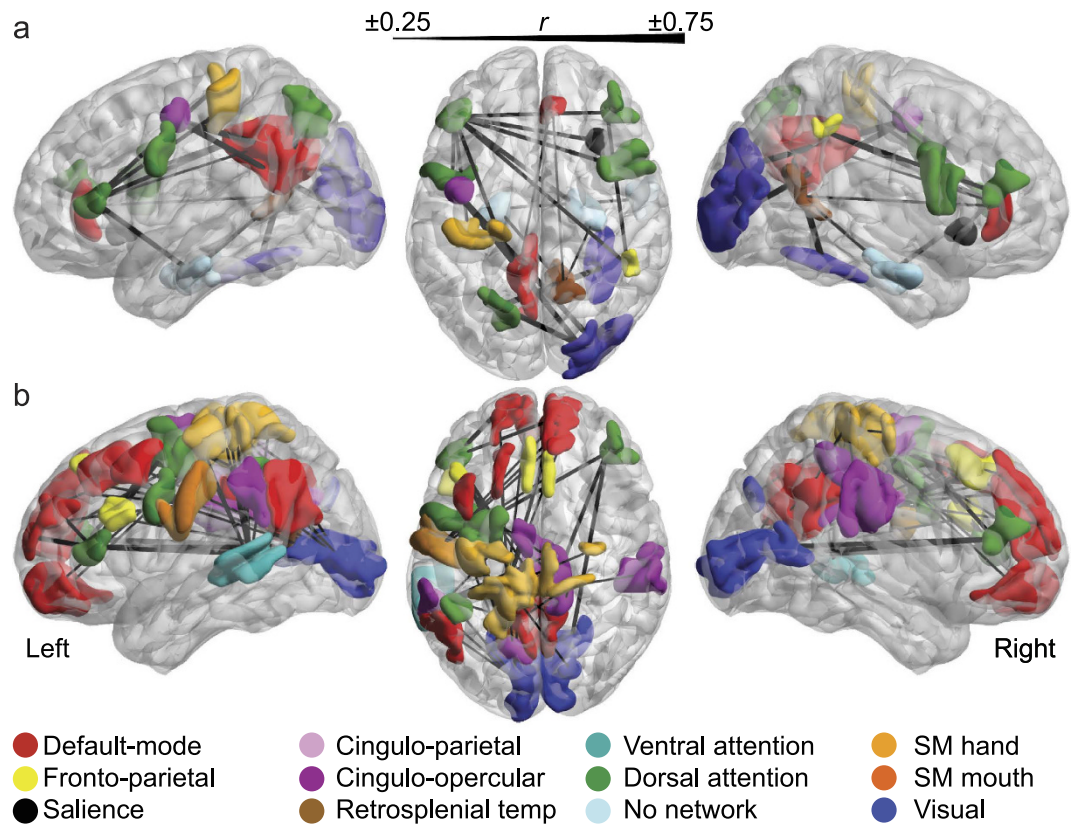 a
±0.25 r ±0.75
b
Left
Right
Default-mode
Fronto-parietal
Salience
Cingulo-parietal
Cingulo-opercular
Retrosplenial temp
Ventral attention
Dorsal attention
No network
SM hand
SM mouth
Visual